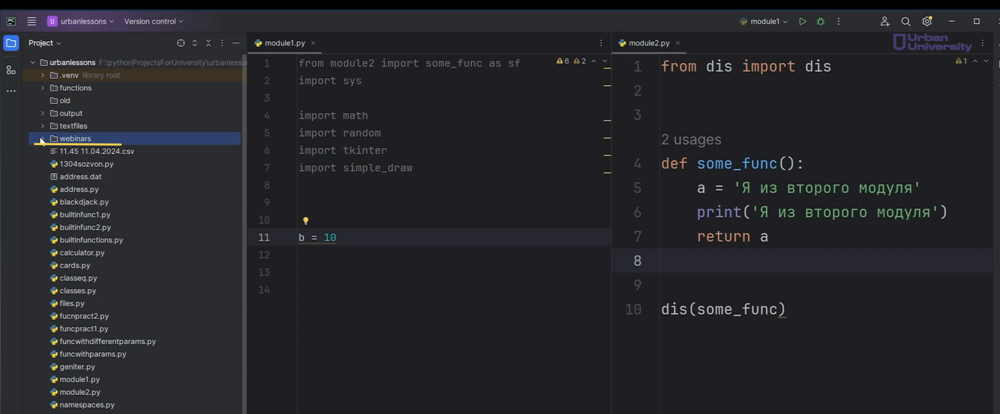 PC
U urbanlessons
Version control
module1
Project
urbanlessons F:\pythonProjectsForUniversity\urbanlesso
.venv library root
functions
old
output
textfiles
webinars
11.45 11.04.2024.csv
1304sozvon.py
address.dat
address.py
blackdjack.py
builtinfunc1.py
builtinfunc2.py
builtinfunctions.py
calculator.py
cards.py
classeq.py
classes.py
files.py
fucnpract2.py
funcpract1.py
funcwithdifferentparams.py
funcwithparams.py
geniter.py
module1.py
module2.py
namespaces.py
module1.py
6 2
1 from module2 import some_func as sf
2 import sys
3
4 import math
5 import random
6 import tkinter
7 import simple_draw
8
9
10
11 b = 10
12
13
14
module2.py
Urban
University
1
1 from dis import dis
2
3
2 usages
4 def some_func():
5 a = 'Я из второго модуля'
6 print('Я из второго модуля')
7 return a
8
9
10 dis(some_func)